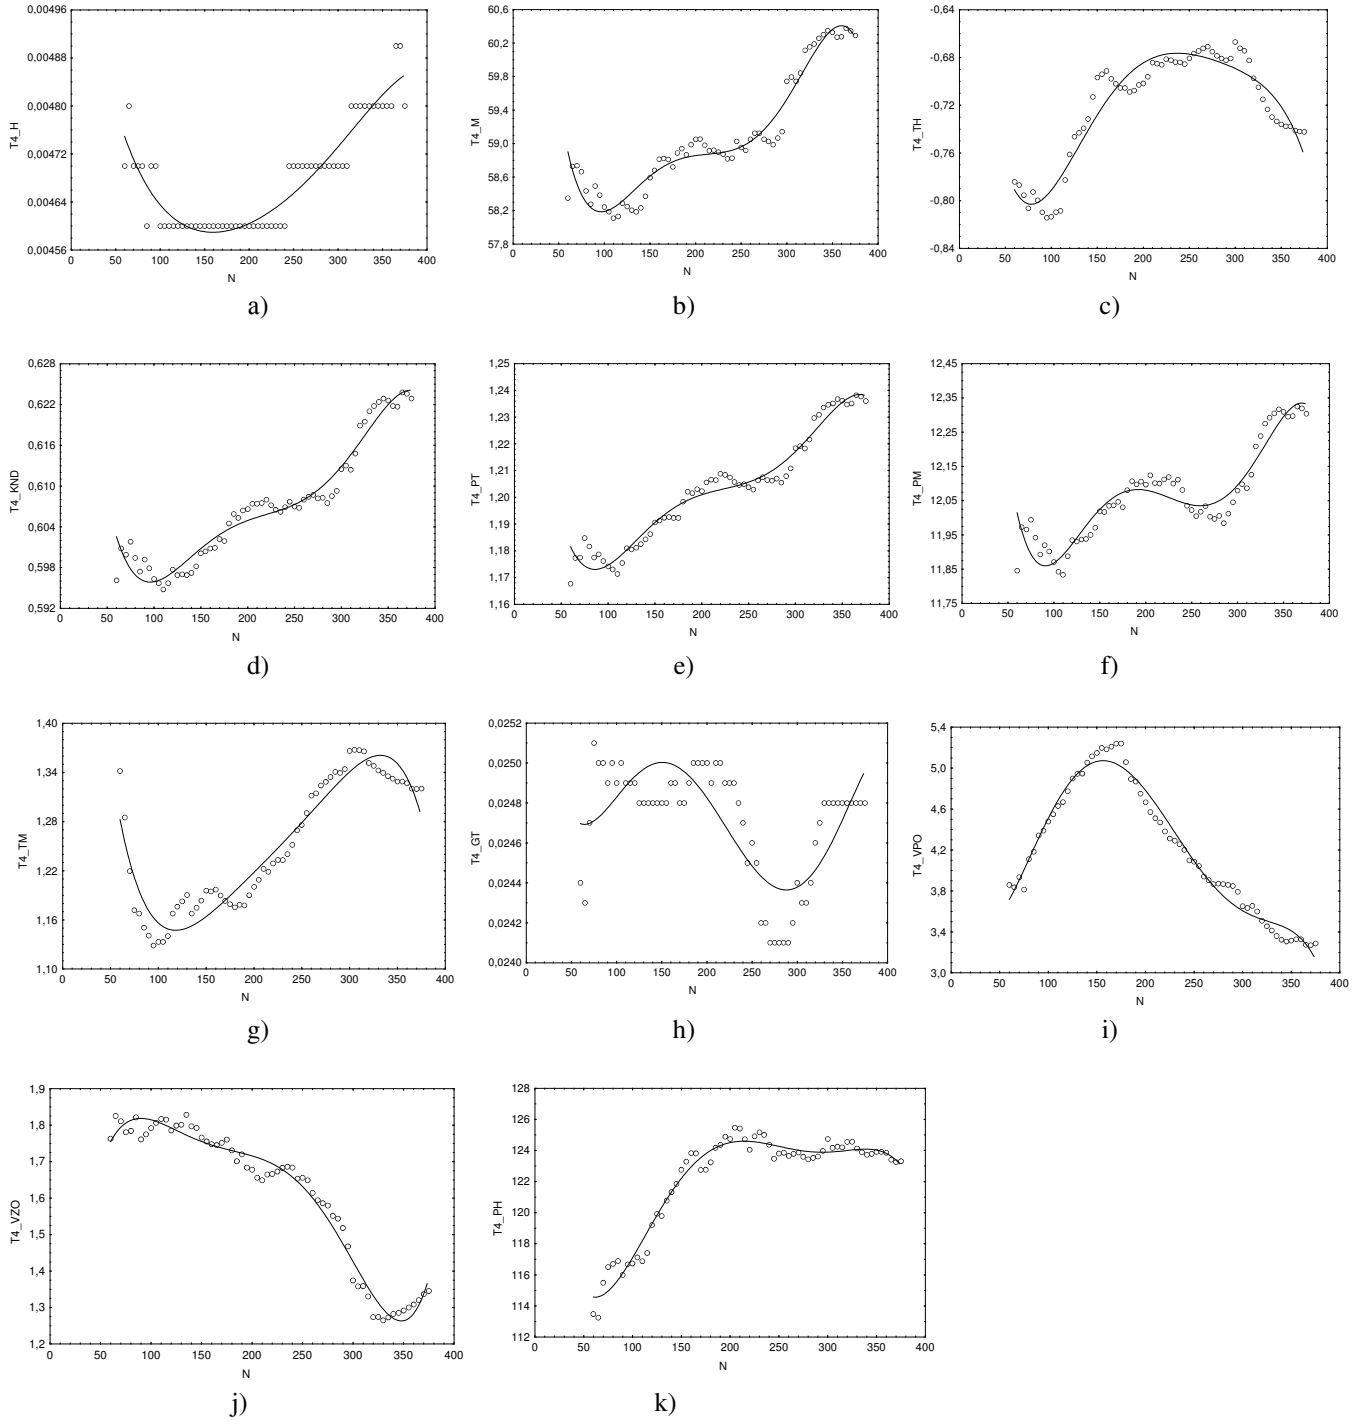 0,00496
0,00488
0,00480
0,00472
0,00464
0,00456
T4_H
0 50 100 150 200 250 300 350 400
N
a)
60,6
60,2
59,8
59,4
59,0
58,6
58,2
57,8
T4_M
0 50 100 150 200 250 300 350 400
N
b)
-0,64
-0,68
-0,72
-0,76
-0,80
-0,84
T4_TH
0 50 100 150 200 250 300 350 400
N
c)
0,628
0,622
0,616
0,610
0,604
0,598
0,592
T4_KND
0 50 100 150 200 250 300 350 400
N
d)
1,25
1,24
1,23
1,22
1,21
1,20
1,19
1,18
1,17
1,16
T4_PT
0 50 100 150 200 250 300 350 400
N
e)
12,45
12,35
12,25
12,15
12,05
11,95
11,85
11,75
T4_PM
0 50 100 150 200 250 300 350 400
N
f)
1,40
1,34
1,28
1,22
1,16
1,10
T4_TM
0 50 100 150 200 250 300 350 400
N
g)
0,0252
0,0250
0,0248
0,0246
0,0244
0,0242
0,0240
T4_GT
0 50 100 150 200 250 300 350 400
N
h)
5,4
5,0
4,6
4,2
3,8
3,4
3,0
T4_VPO
0 50 100 150 200 250 300 350 400
N
i)
1,9
1,8
1,7
1,6
1,5
1,4
1,3
1,2
T4_VZO
0 50 100 150 200 250 300 350 400
N
j)
128
126
124
122
120
118
116
114
112
T4_PH
0 50 100 150 200 250 300 350 400
N
k)